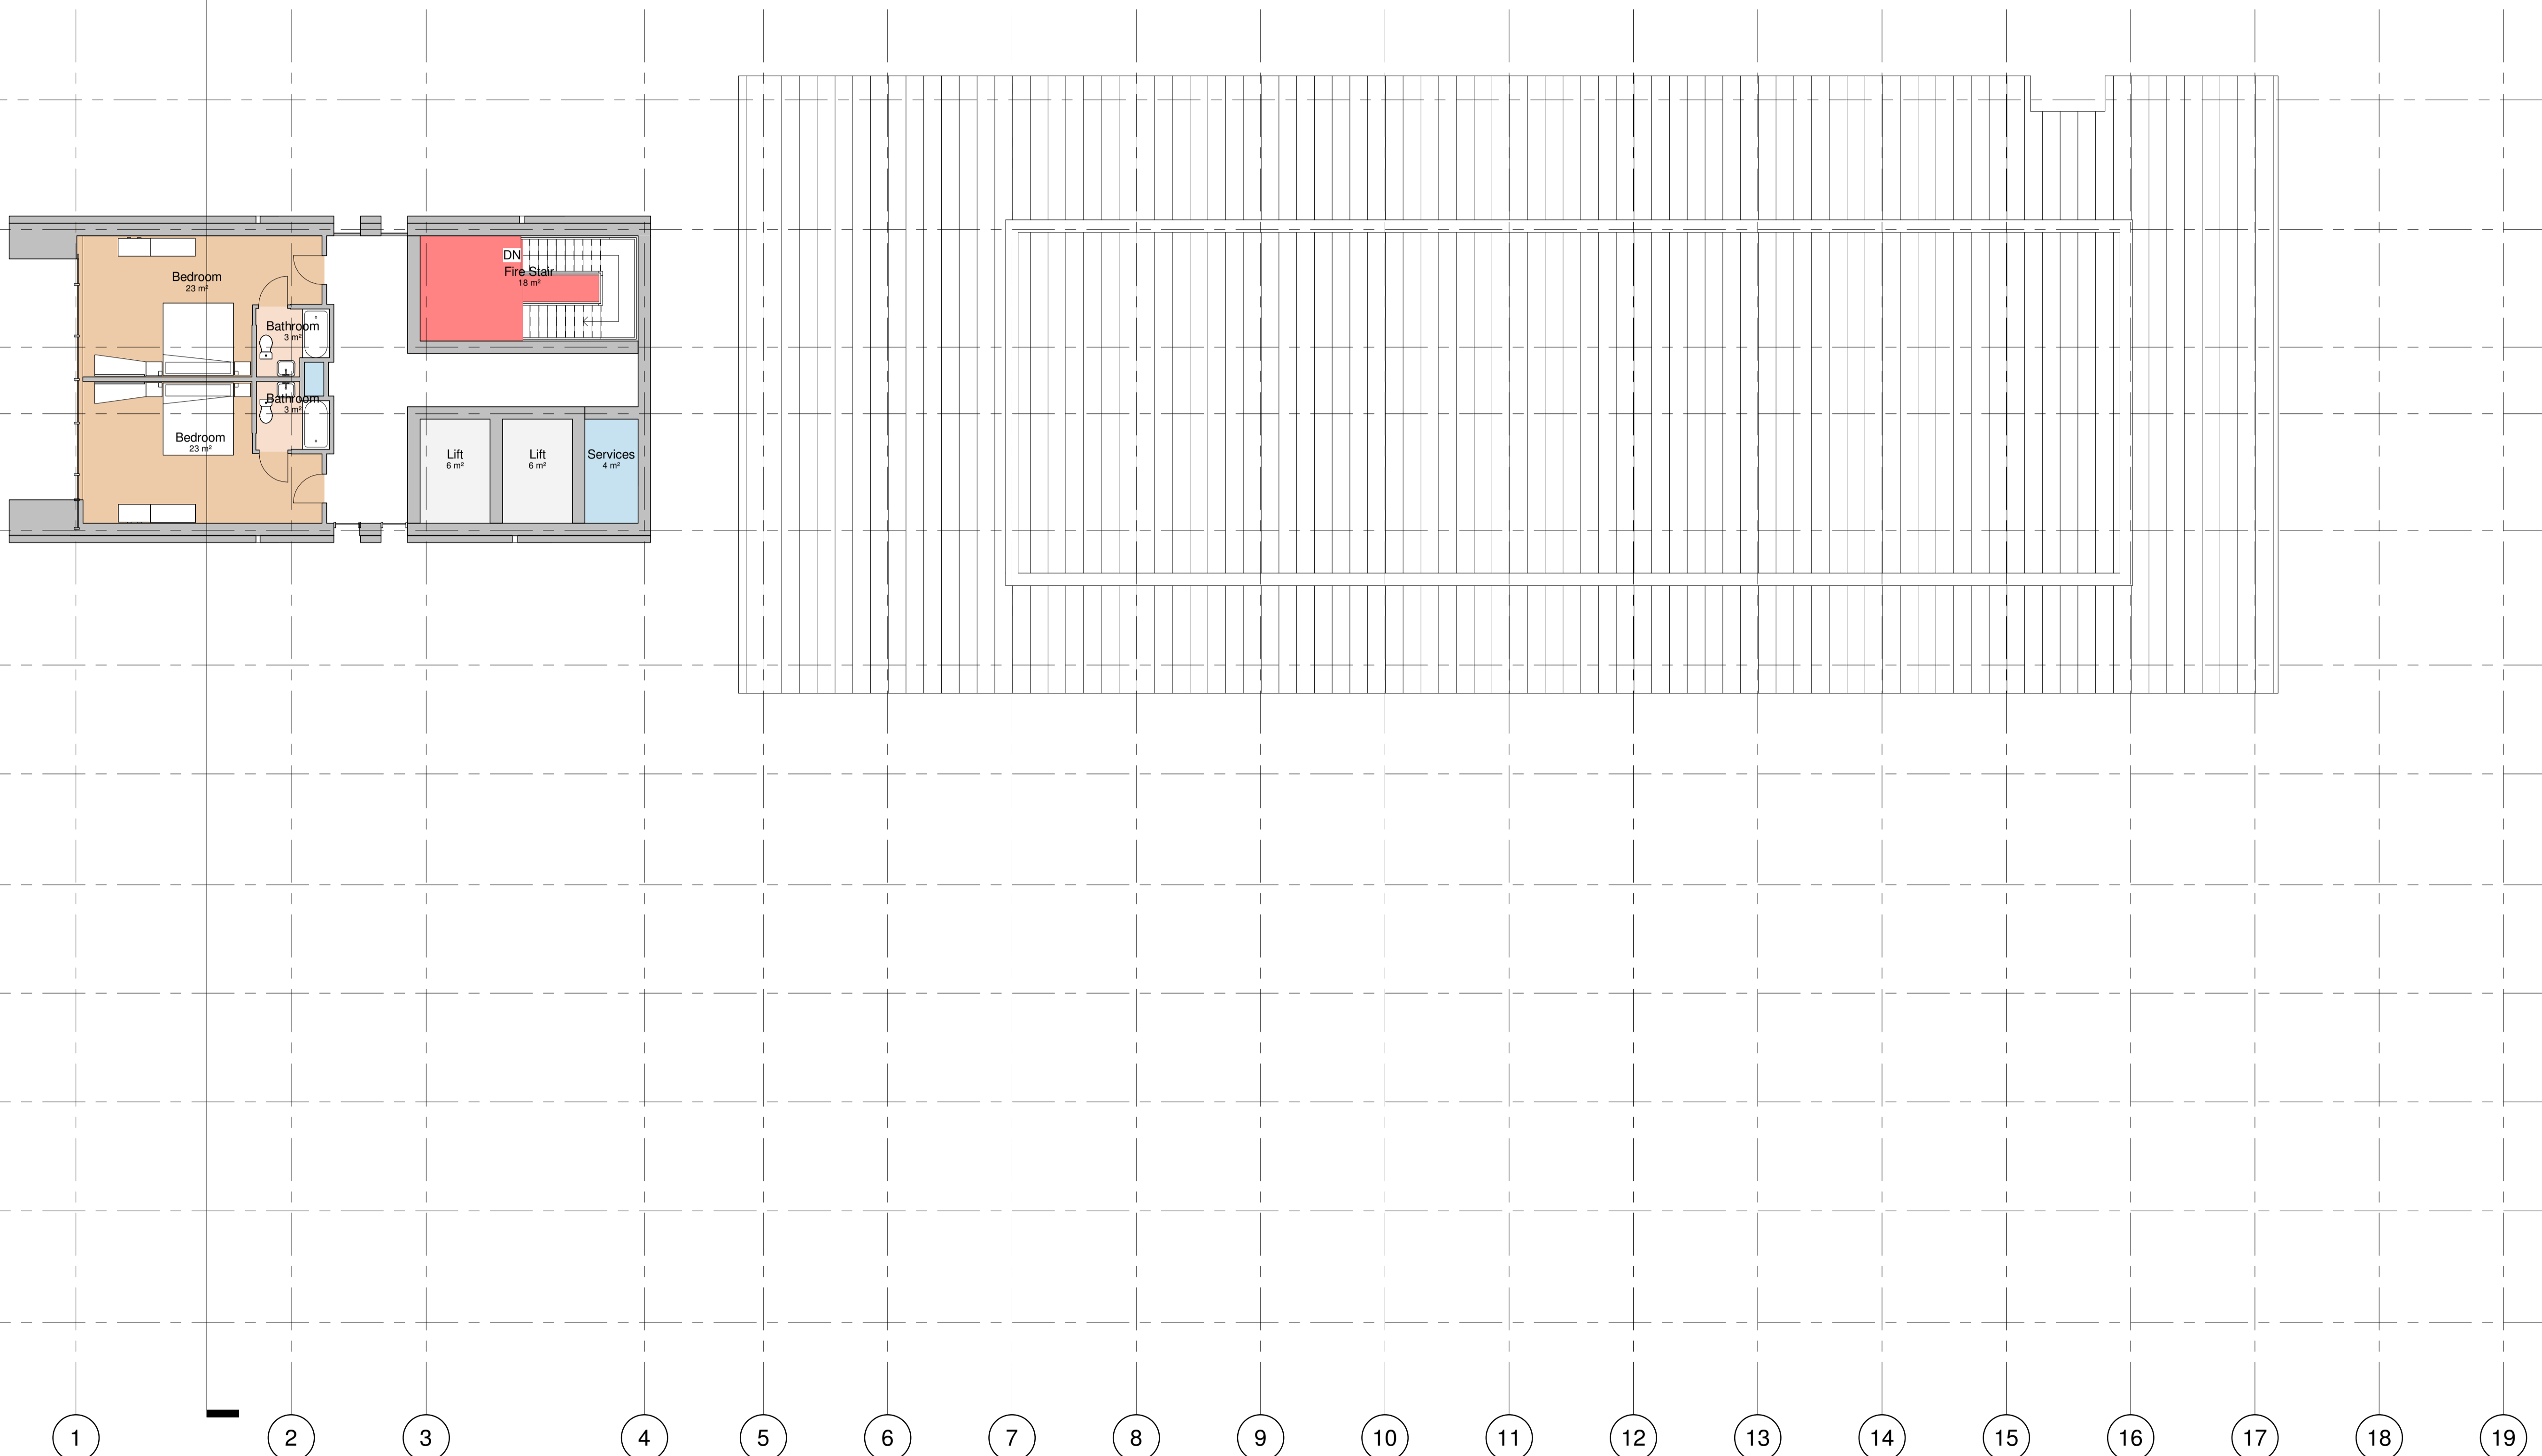 DN
Fire Stair
18 m²
Bedroom
23 m²
Bathroom
3 m²
Bathroom
3 m²
Bedroom
23 m²
Lift
6 m²
Lift
6 m²
Services
4 m²
1 2 3 4 5 6 7 8 9 10 11 12 13 14 15 16 17 18 19